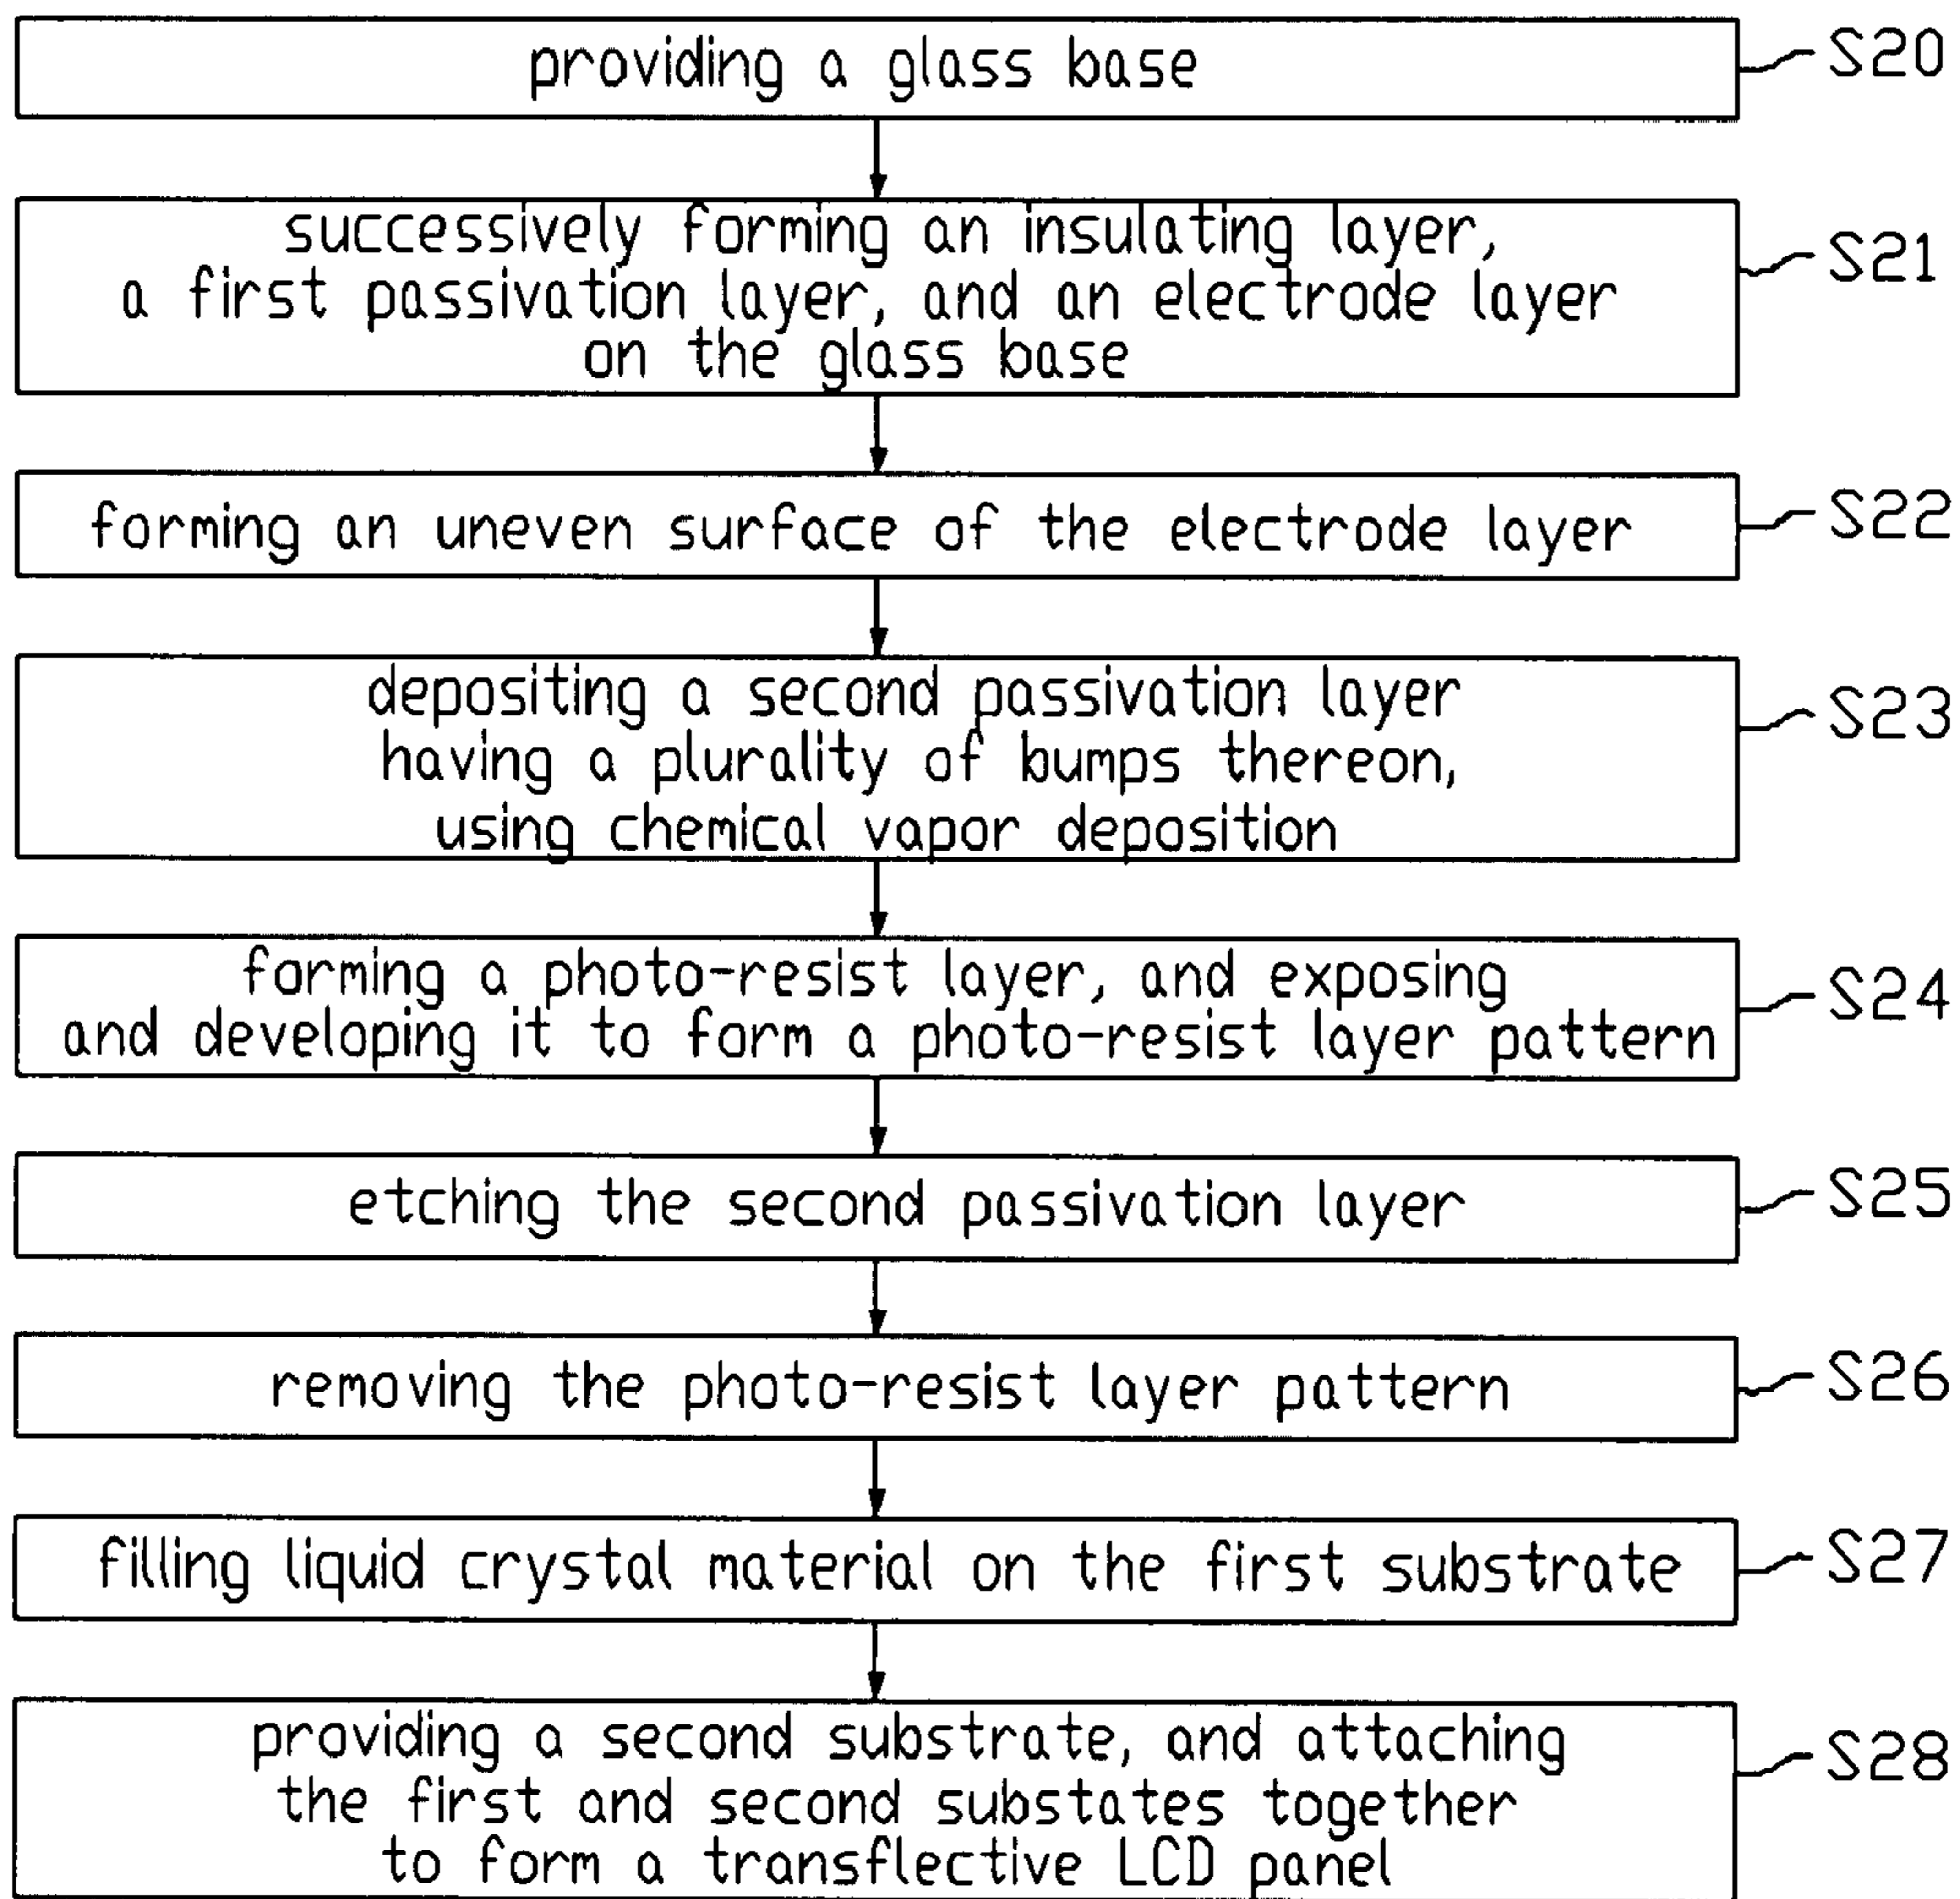 providing a glass base
S20
successively forming an insulating layer,
a first passivation layer, and an electrode layer
on the glass base
S21
forming an uneven surface of the electrode layer
S22
depositing a second passivation layer
having a plurality of bumps thereon,
using chemical vapor deposition
S23
forming a photo-resist layer, and exposing
and developing it to form a photo-resist layer pattern
S24
etching the second passivation layer
S25
removing the photo-resist layer pattern
S26
filling liquid crystal material on the first substrate
S27
providing a second substrate, and attaching
the first and second substates together
to form a transflective LCD panel
S28